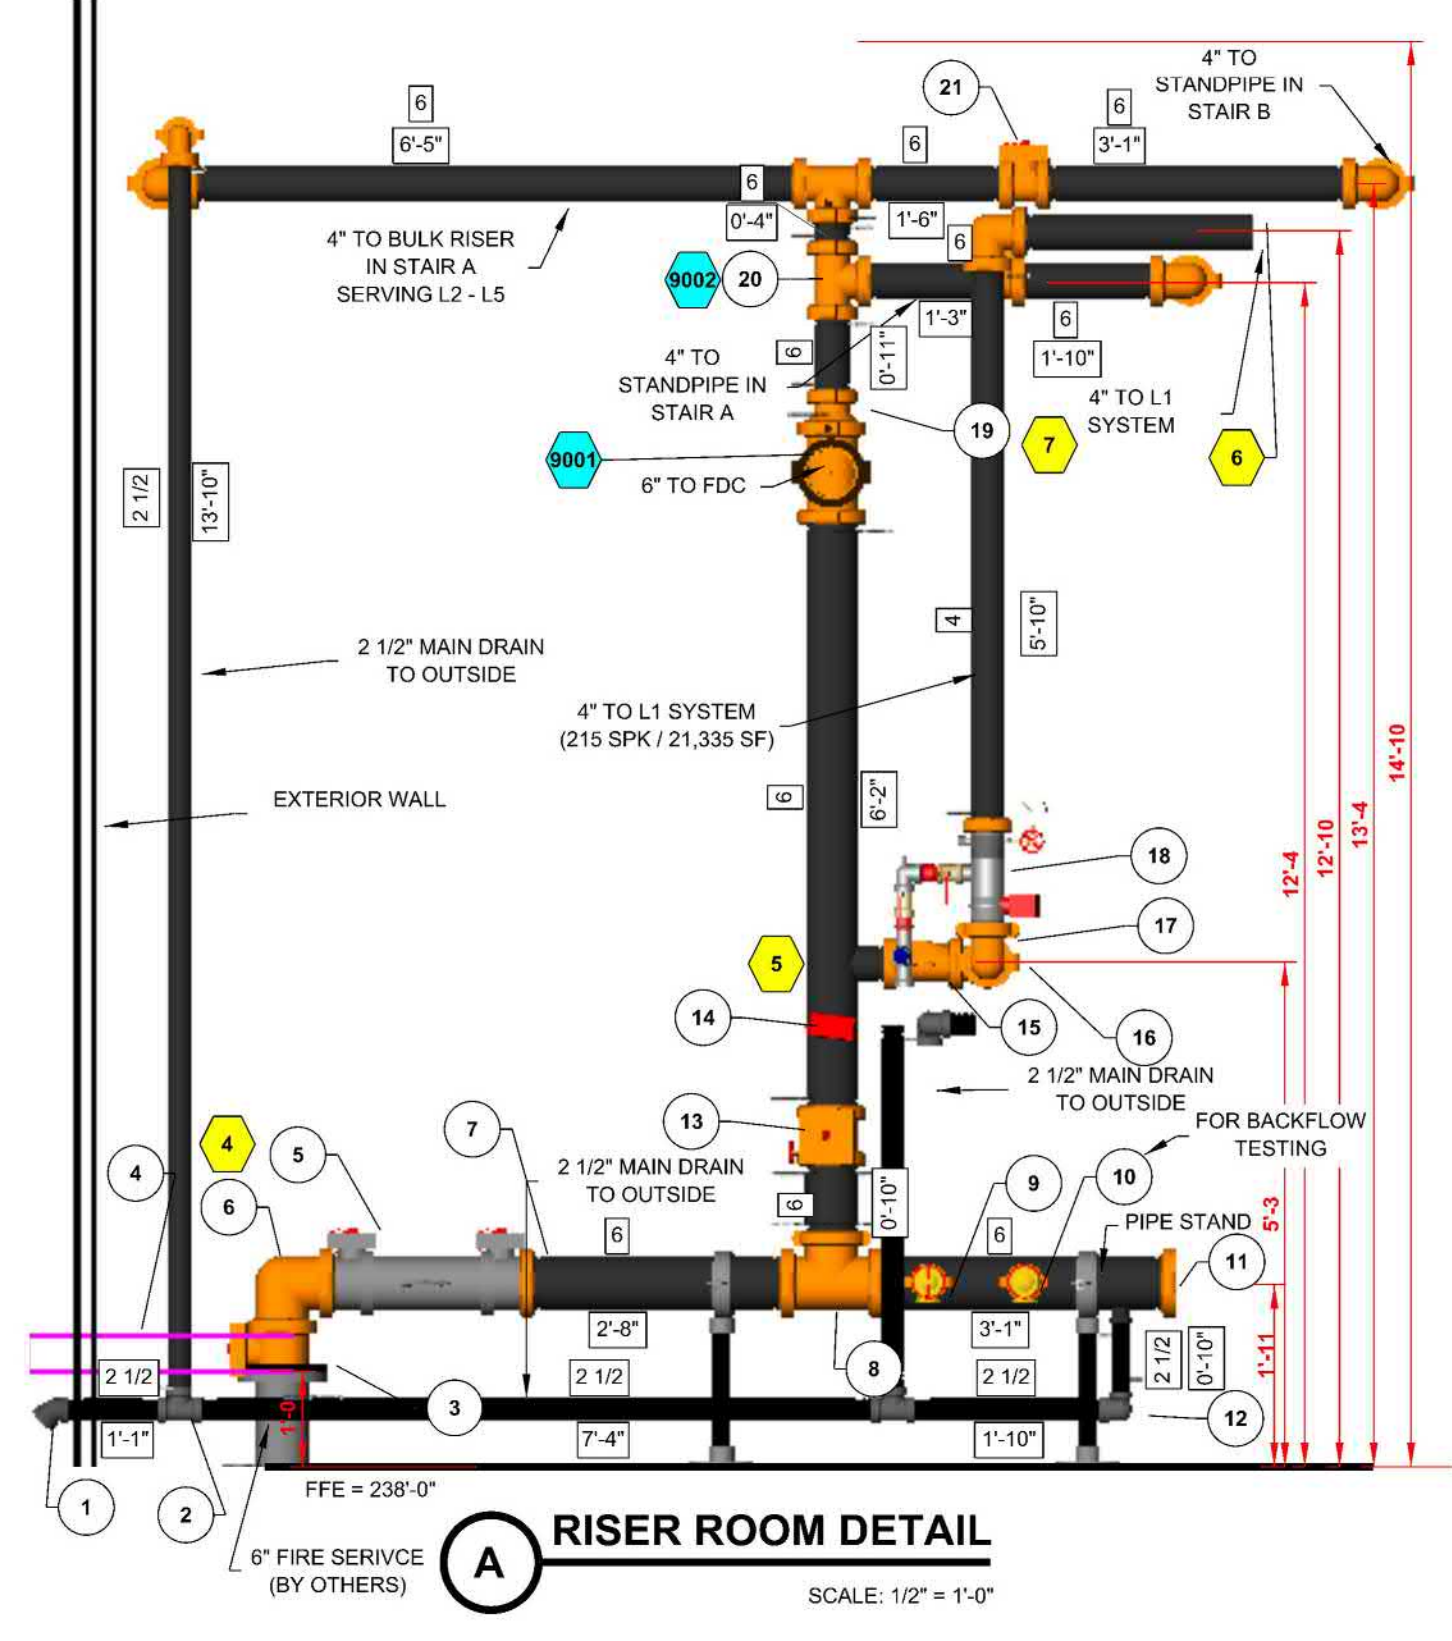 4" TO
STANDPIPE IN
STAIR B
21
6
6'-5"
6
6
3'-1"
6
0'-4"
1'-6"
6
4" TO BULK RISER
IN STAIR A
SERVING L2 - L5
9002
20
1'-3"
0'-11"
6
1'-10"
6
4" TO
STANDPIPE IN
STAIR A
4" TO L1
SYSTEM
19
7
6
9001
6" TO FDC
2 1/2
13'-10"
4
5'-10"
2 1/2" MAIN DRAIN
TO OUTSIDE
4" TO L1 SYSTEM
(215 SPK / 21,335 SF)
14'-10
13'-4
12'-10
12'-4
EXTERIOR WALL
6
6'-2"
18
17
5
14
15
16
2 1/2" MAIN DRAIN
TO OUTSIDE
FOR BACKFLOW
TESTING
13
7
4
5
4
2 1/2" MAIN DRAIN
TO OUTSIDE
6
6
0'-10"
9
10
5'-3
PIPE STAND
6
6
11
2'-8"
3'-1"
2 1/2
0'-10"
1'-11
2 1/2
2 1/2
8
2 1/2
3
12
1'-0
1'-1"
7'-4"
1'-10"
1
2
FFE = 238'-0"
6" FIRE SERIVCE
(BY OTHERS)
A
RISER ROOM DETAIL
SCALE: 1/2" = 1'-0"